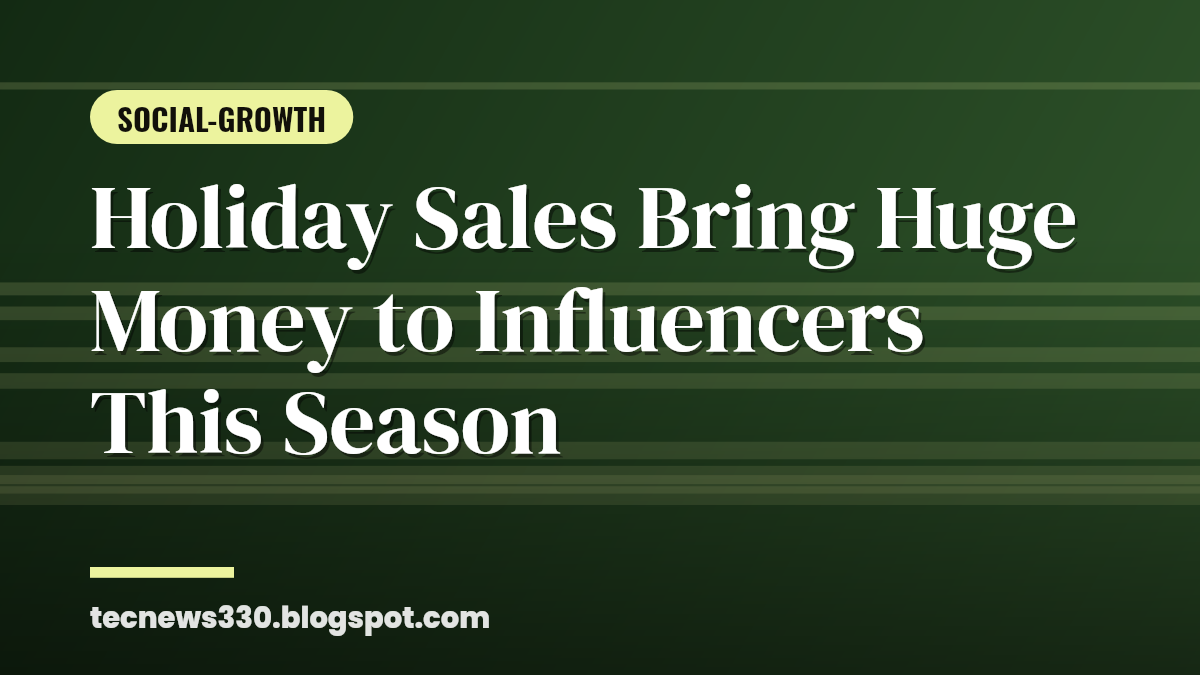 SOCIAL-GROWTH
Holiday Sales Bring Huge
Money to Influencers
This Season
tecnews330.blogspot.com